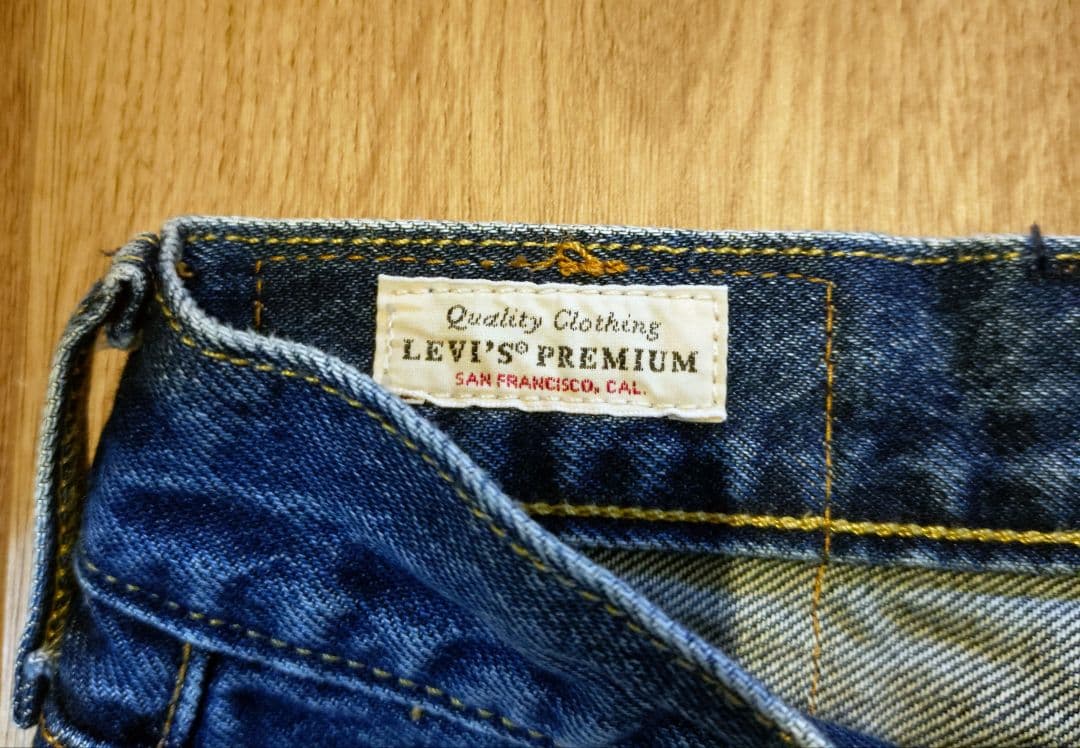 Quality Clothing
LEVI'S® PREMIUM
SAN FRANCISCO, CAL.